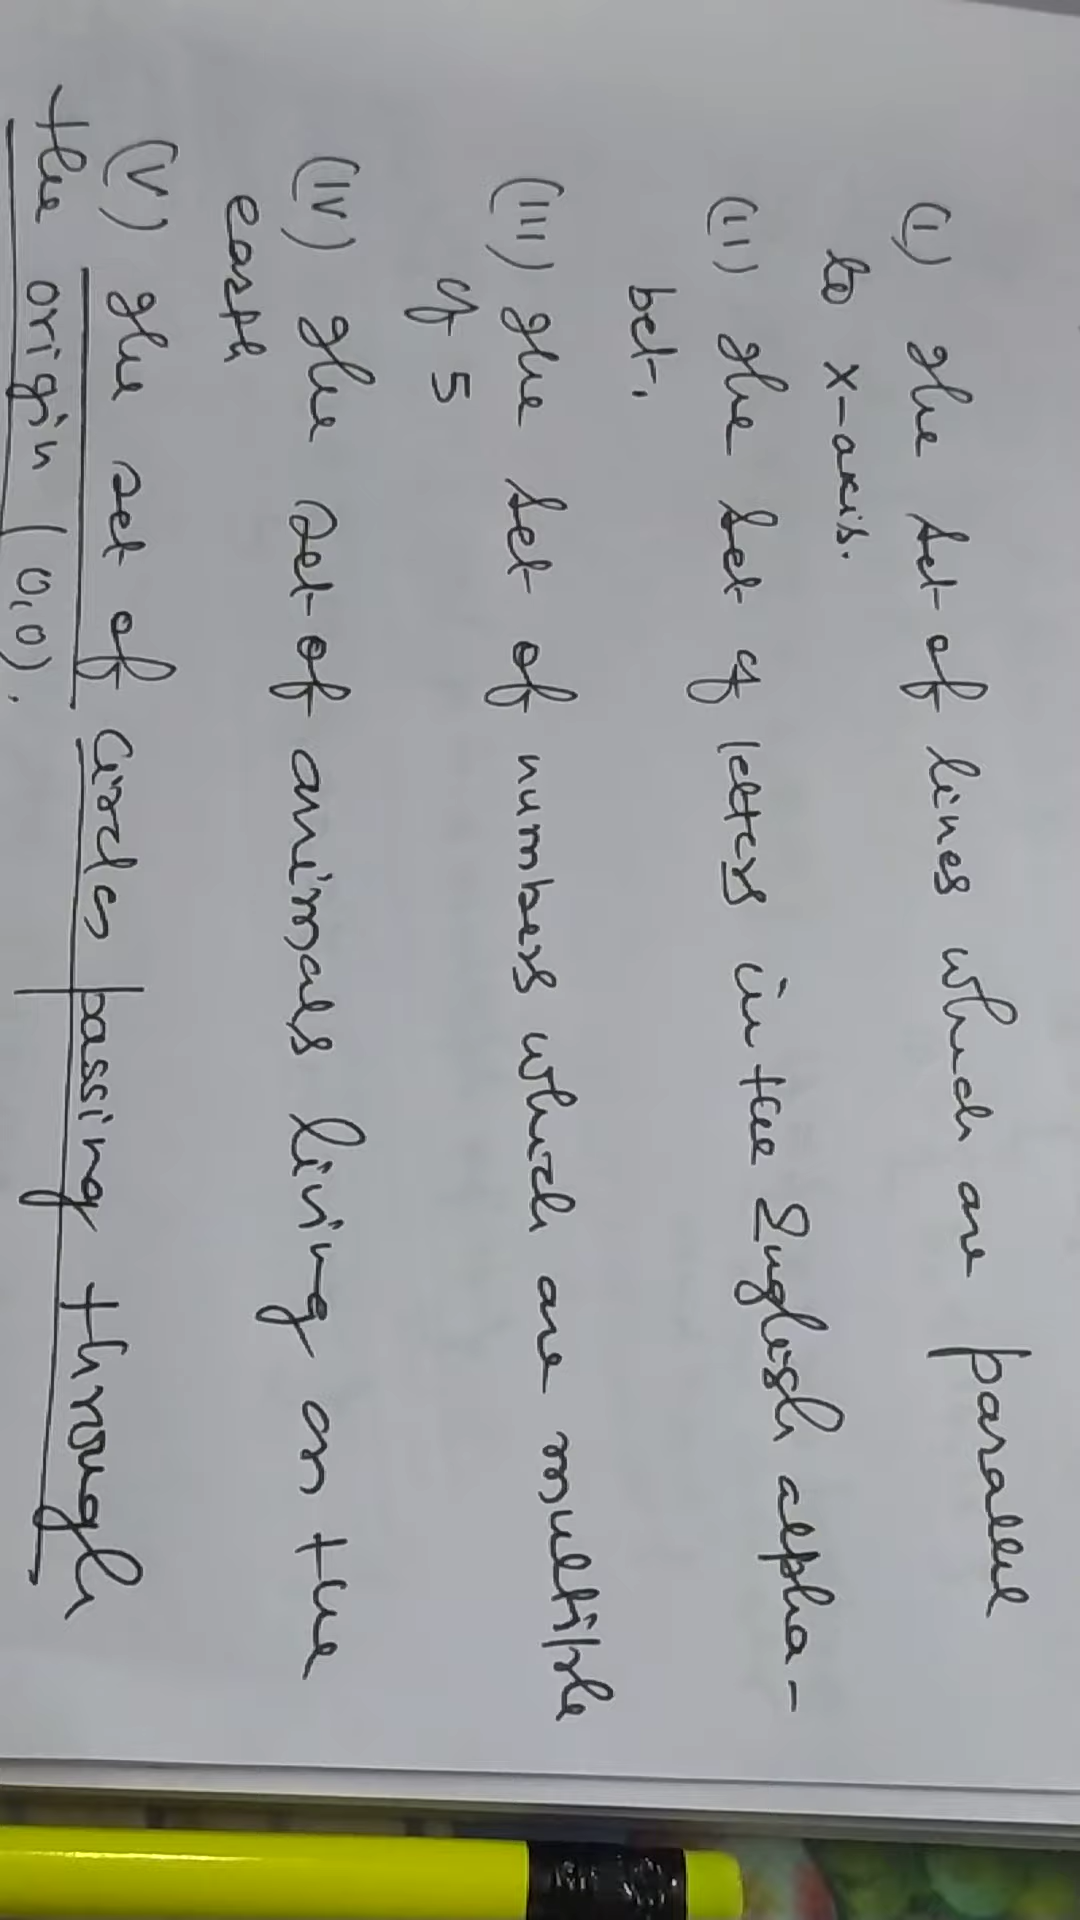 (I) The set of lines which are parallel
to x-axis.
(II) The set of letters in the English alpha-
bet.
(III) The set of numbers which are multiple
of 5
(IV) The set of animals living on the
earth
(V) The set of circles passing through
the origin (0,0).